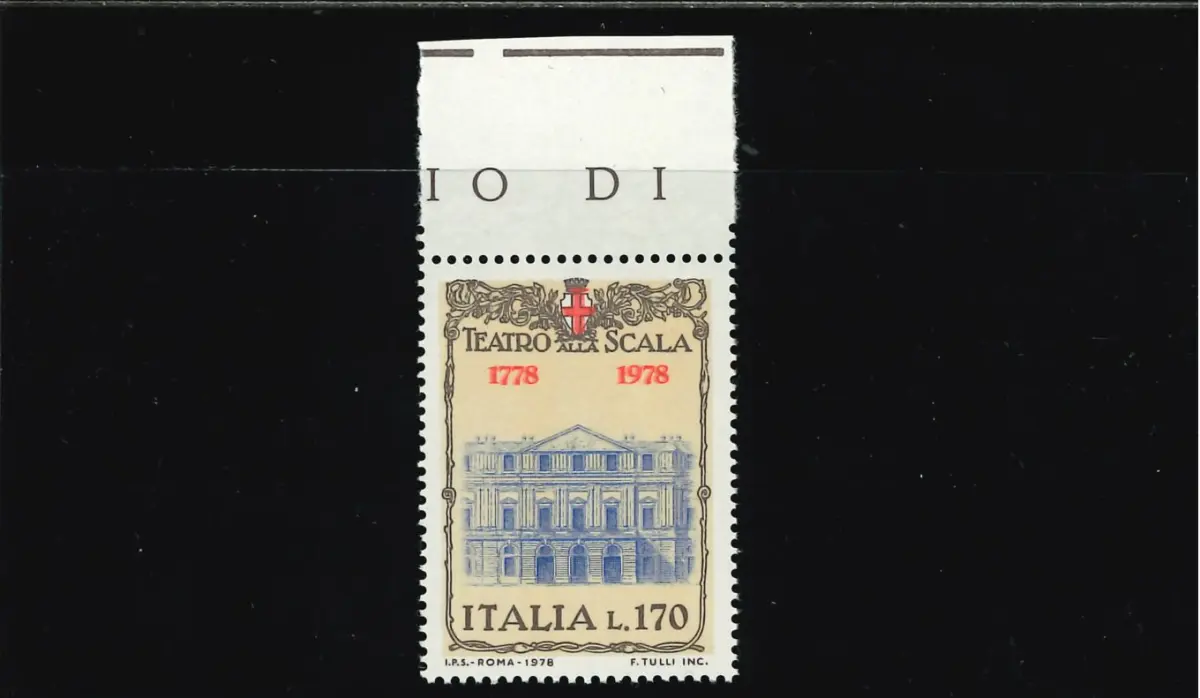 IO DI
TEATRO ALLA SCALA
1778 1978
ITALIA L.170
I.P.S.-ROMA-1978 F. TULLI INC.